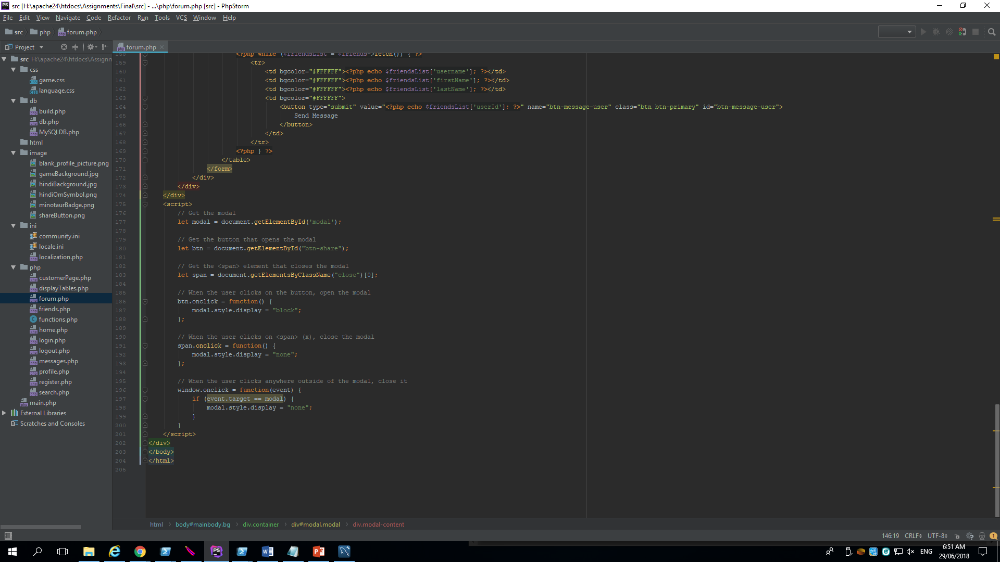 src [H:\apache24\htdocs\Assignments\Final\src] - ...\php\forum.php [src] - PhpStorm
File Edit View Navigate Code Refactor Run Tools VCS Window Help
src php forum.php
Project
forum.php
src H:\apache24\htdocs\Assignm
css
game.css
language.css
db
build.php
db.php
MySQLDB.php
html
image
blank_profile_picture.png
gameBackground.jpg
hindiBackground.jpg
hindiOmSymbol.png
minotaurBadge.png
shareButton.png
ini
community.ini
locale.ini
localization.php
php
customerPage.php
displayTables.php
forum.php
friends.php
functions.php
home.php
login.php
logout.php
messages.php
profile.php
register.php
search.php
main.php
External Libraries
Scratches and Consoles
158 <?php while ($friendsList = $friends->fetch()) { ?>
159 <tr>
160 <td bgcolor="#FFFFFF"><?php echo $friendsList['username']; ?></td>
161 <td bgcolor="#FFFFFF"><?php echo $friendsList['firstName']; ?></td>
162 <td bgcolor="#FFFFFF"><?php echo $friendsList['lastName']; ?></td>
163 <td bgcolor="#FFFFFF">
164 <button type="submit" value="<?php echo $friendsList['userId']; ?>" name="btn-message-user" class="btn btn-primary" id="btn-message-user">
165 Send Message
166 </button>
167 </td>
168 </tr>
169 <?php } ?>
170 </table>
171 </form>
172 </div>
173 </div>
174 </div>
175 <script>
176 // Get the modal
177 let modal = document.getElementById('modal');
178
179 // Get the button that opens the modal
180 let btn = document.getElementById("btn-share");
181
182 // Get the <span> element that closes the modal
183 let span = document.getElementsByClassName("close")[0];
184
185 // When the user clicks on the button, open the modal
186 btn.onclick = function() {
187 modal.style.display = "block";
188 };
189
190 // When the user clicks on <span> (x), close the modal
191 span.onclick = function() {
192 modal.style.display = "none";
193 };
194
195 // When the user clicks anywhere outside of the modal, close it
196 window.onclick = function(event) {
197 if (event.target == modal) {
198 modal.style.display = "none";
199 }
200 }
201 </script>
202 </div>
203 </body>
204 </html>
205
html body#mainbody.bg div.container div#modal.modal div.modal-content
146:19 CRLF UTF-8 1
ENG 6:51 AM
29/06/2018